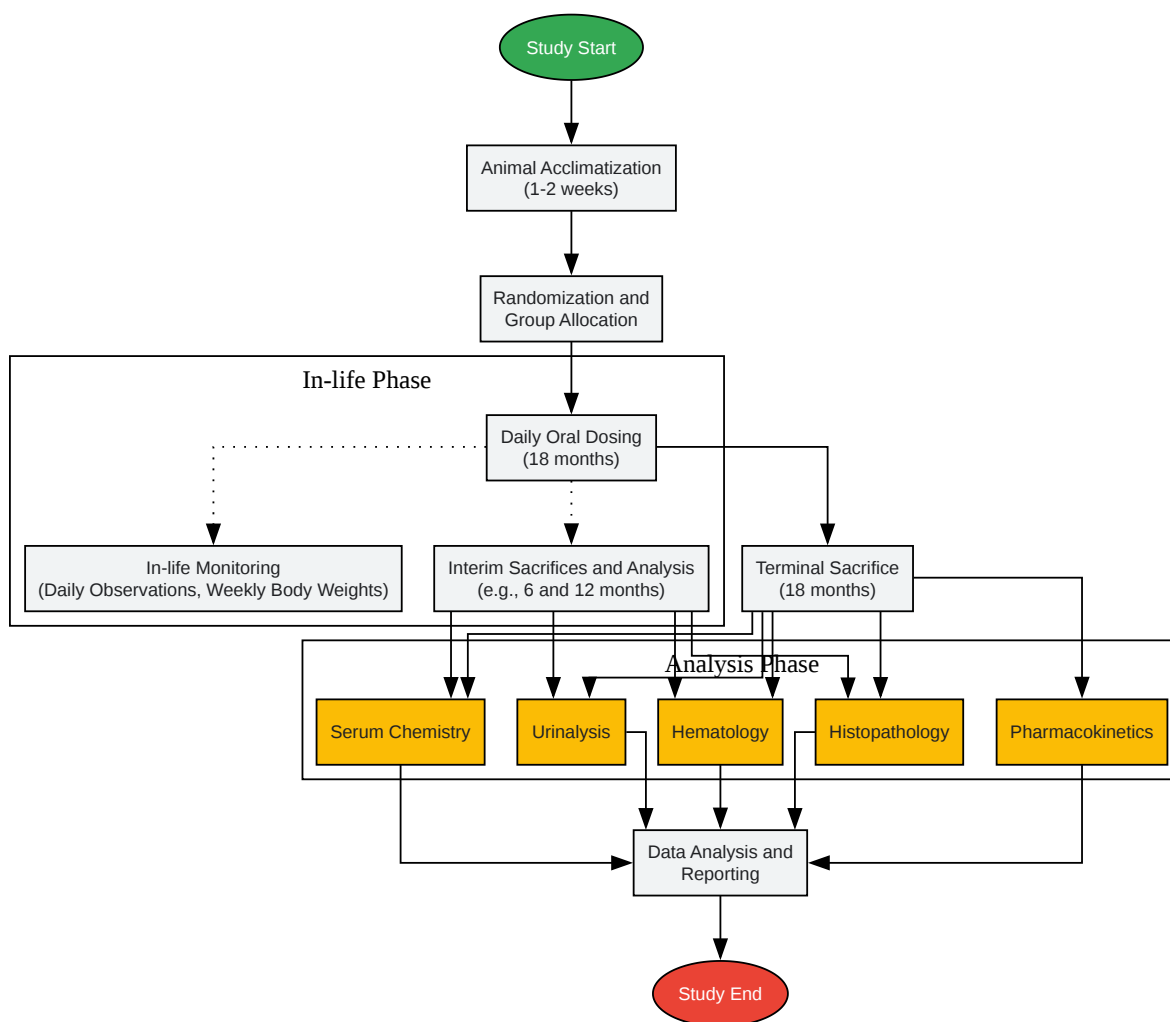 Study Start
Animal Acclimatization
(1-2 weeks)
Randomization and
Group Allocation
In-life Phase
Daily Oral Dosing
(18 months)
In-life Monitoring
(Daily Observations, Weekly Body Weights)
Interim Sacrifices and Analysis
(e.g., 6 and 12 months)
Terminal Sacrifice
(18 months)
Analysis Phase
Serum Chemistry
Urinalysis
Hematology
Histopathology
Pharmacokinetics
Data Analysis and
Reporting
Study End